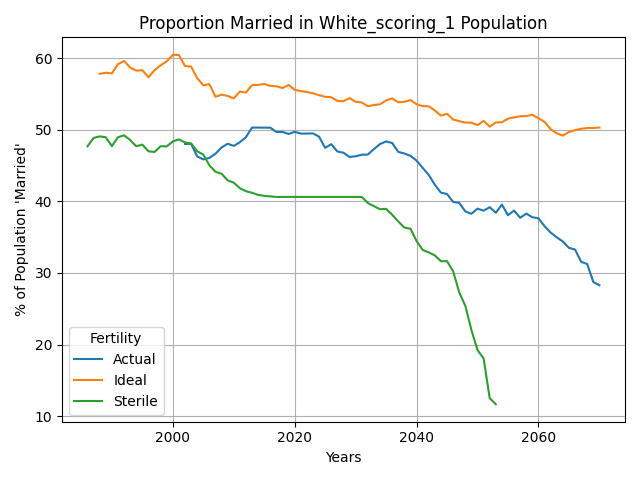 Proportion Married in White_scoring_1 Population
% of Population 'Married'
60
50
40
30
20
10
Fertility
Actual
Ideal
Sterile
2000
2020
2040
2060
Years